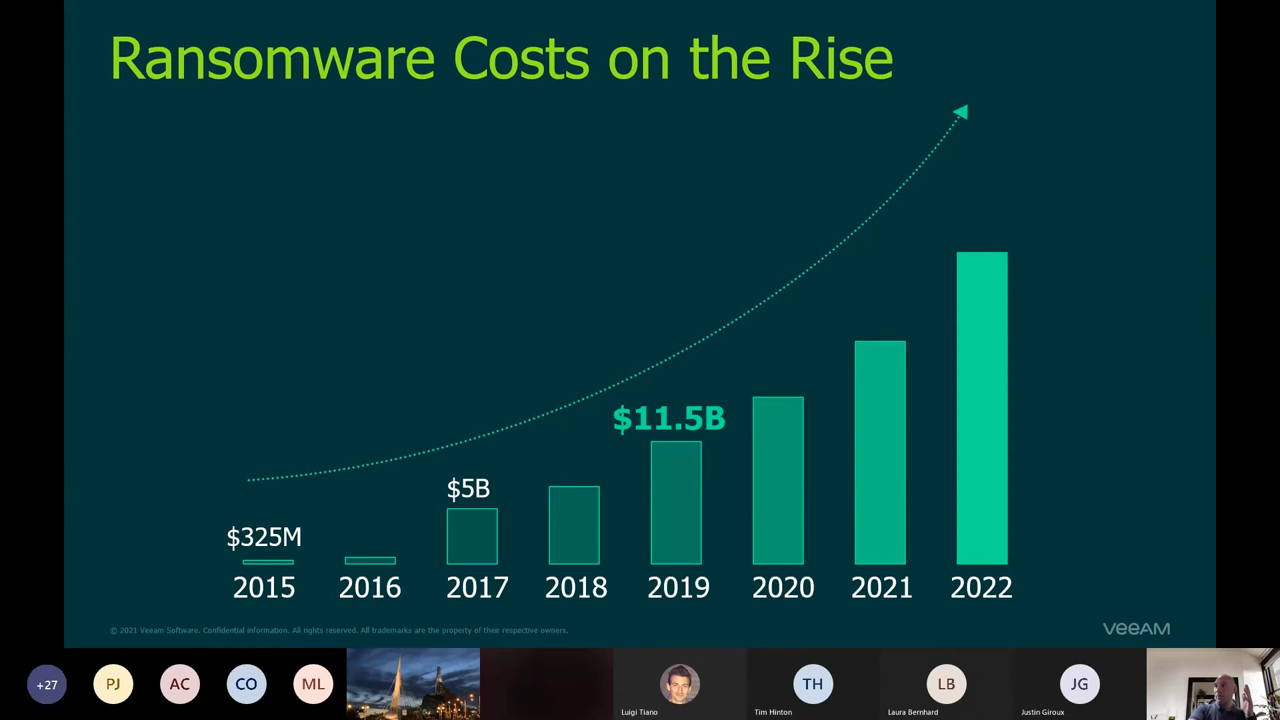 Ransomware Costs on the Rise
$11.5B
$5B
$325M
2015 2016 2017 2018 2019 2020 2021 2022
© 2021 Veeam Software. Confidential information. All rights reserved. All trademarks are the property of their respective owners.
VEEAM
+27 PJ AC CO ML TH LB JG
Luigi Tiano Tim Hinton Laura Bernhard Justin Giroux